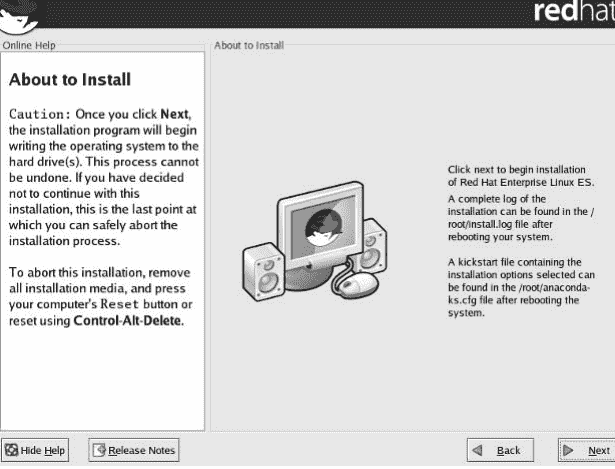 redhat
Online Help
About to Install
About to Install
Caution: Once you click Next,
the installation program will begin
writing the operating system to the
hard drive(s). This process cannot
be undone. If you have decided
not to continue with this
installation, this is the last point at
which you can safely abort the
installation process.
To abort this installation, remove
all installation media, and press
your computer's Reset button or
reset using Control-Alt-Delete.
Click next to begin installation
of Red Hat Enterprise Linux ES.
A complete log of the
installation can be found in the /
root/install.log file after
rebooting your system.
A kickstart file containing the
installation options selected can
be found in the /root/anaconda-
ks.cfg file after rebooting the
system.
Hide Help
Release Notes
Back
Next